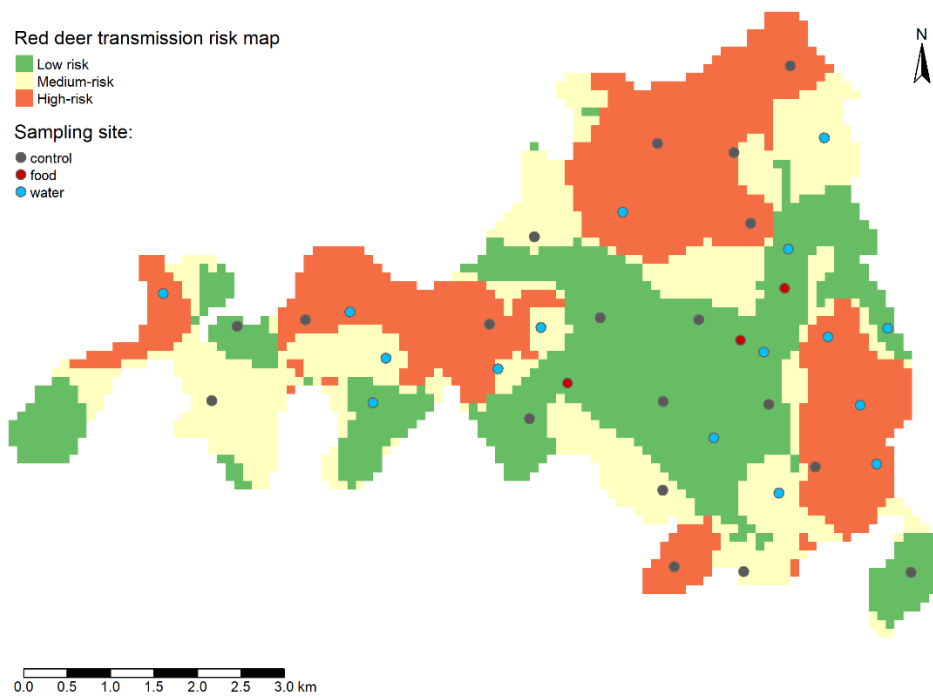 Red deer transmission risk map
Low risk
Medium-risk
High-risk
Sampling site:
control
food
water
N
0.0 0.5 1.0 1.5 2.0 2.5 3.0 km